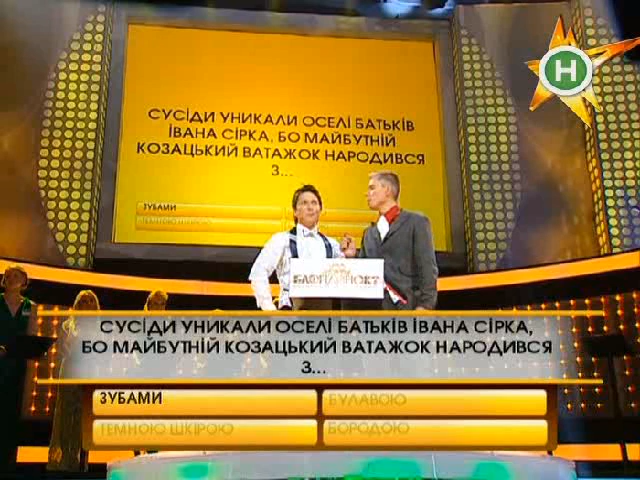 Н
СУСІДИ УНИКАЛИ ОСЕЛІ БАТЬКІВ
ІВАНА СІРКА, БО МАЙБУТНІЙ
КОЗАЦЬКИЙ ВАТАЖОК НАРОДИВСЯ
З...
ЗУБАМИ
СУСІДИ УНИКАЛИ ОСЕЛІ БАТЬКІВ ІВАНА СІРКА,
БО МАЙБУТНІЙ КОЗАЦЬКИЙ ВАТАЖОК НАРОДИВСЯ
З...
ЗУБАМИ
БУЛАВОЮ
ТЕМНОЮ ШКІРОЮ
БОРОДОЮ